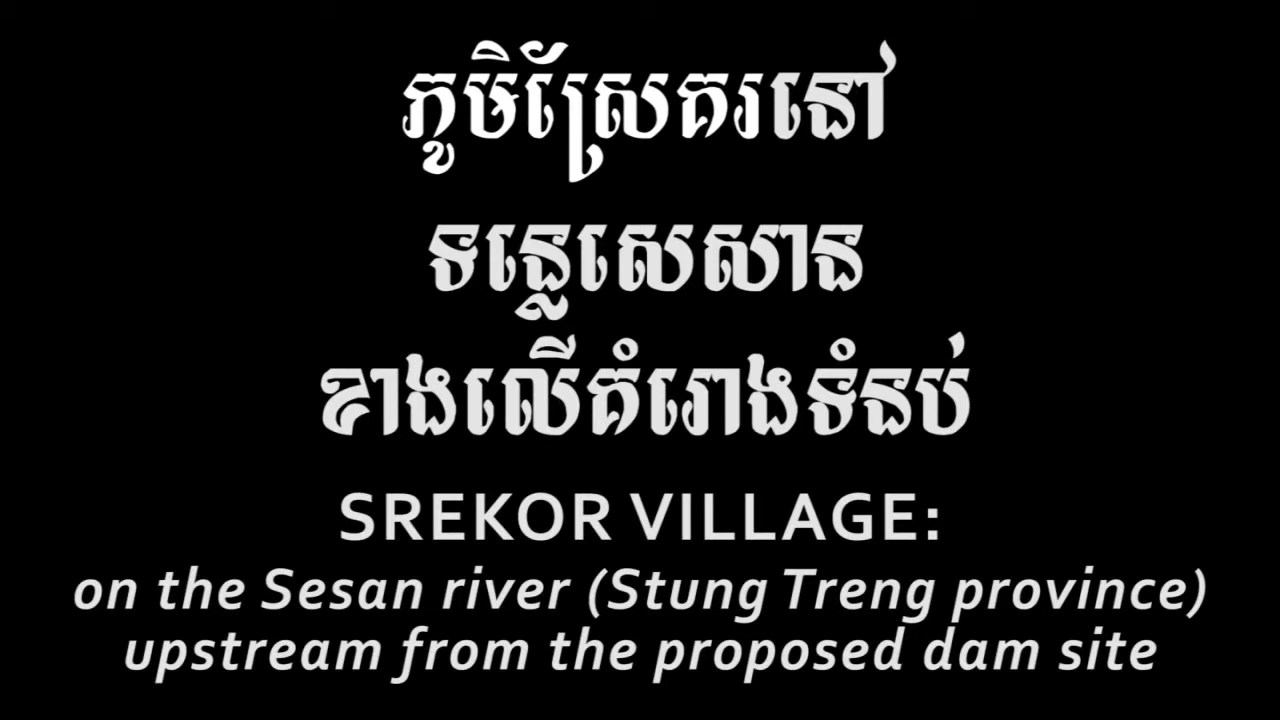 ភូមិស្រែគរនៅ
ទន្លេសេសាន
ខាងលើគំរោងទំនប់
SREKOR VILLAGE:
on the Sesan river (Stung Treng province)
upstream from the proposed dam site